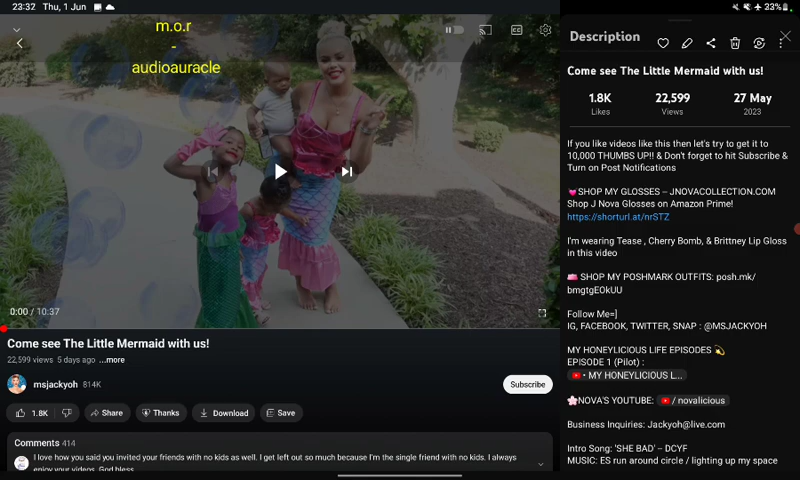 23:32 Thu, 1 Jun
23%
m.o.r
-
audioauracle
0:00 / 10:37
Come see The Little Mermaid with us!
22,599 views 5 days ago ...more
msjackyoh 814K
Subscribe
1.8K
Share
Thanks
Download
Save
Comments 414
I love how you said you invited your friends with no kids as well. I get left out so much because I'm the single friend with no kids. I always
enjoy your videos. God bless
Description
Come see The Little Mermaid with us!
1.8K 22,599 27 May
Likes Views 2023
If you like videos like this then let's try to get it to
10,000 THUMBS UP!! & Don't forget to hit Subscribe &
Turn on Post Notifications
💓SHOP MY GLOSSES – JNOVACOLLECTION.COM
Shop J Nova Glosses on Amazon Prime!
https://shorturl.at/nrSTZ
I'm wearing Tease , Cherry Bomb, & Brittney Lip Gloss
in this video
👛 SHOP MY POSHMARK OUTFITS: posh.mk/
bmgtgEOkUU
Follow Me=]
IG, FACEBOOK, TWITTER, SNAP : @MSJACKYOH
MY HONEYLICIOUS LIFE EPISODES 💫
EPISODE 1 (Pilot) :
• MY HONEYLICIOUS L...
🌸NOVA'S YOUTUBE: / novalicious
Business Inquiries: Jackyoh@live.com
Intro Song: 'SHE BAD' – DCYF
MUSIC: ES run around circle / lighting up my space